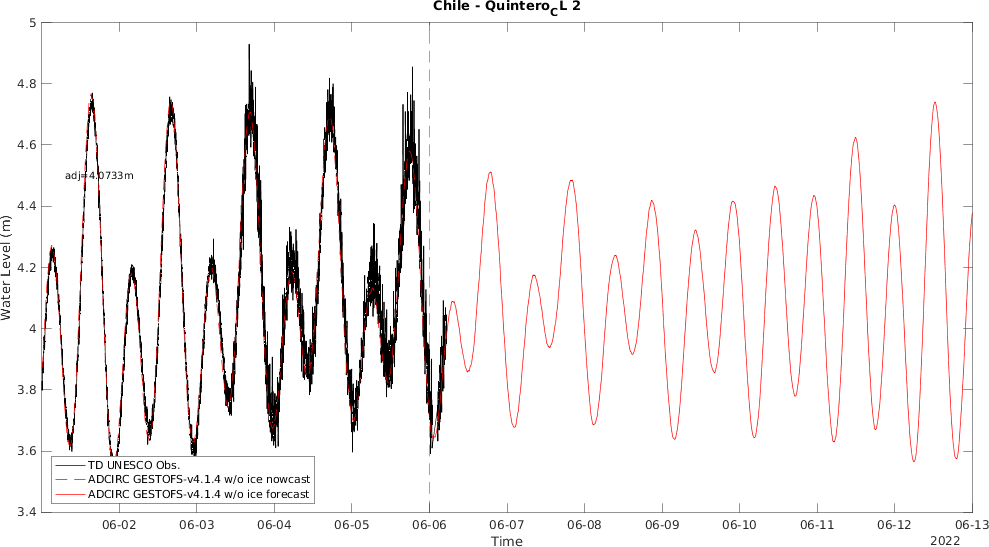 Chile - QuinteroCL 2
5
4.8
4.6
adj=4.0733m
4.4
4.2
4
3.8
3.6
3.4
Water Level (m)
TD UNESCO Obs.
ADCIRC GESTOFS-v4.1.4 w/o ice nowcast
ADCIRC GESTOFS-v4.1.4 w/o ice forecast
06-02 06-03 06-04 06-05 06-06 06-07 06-08 06-09 06-10 06-11 06-12 06-13
Time
2022